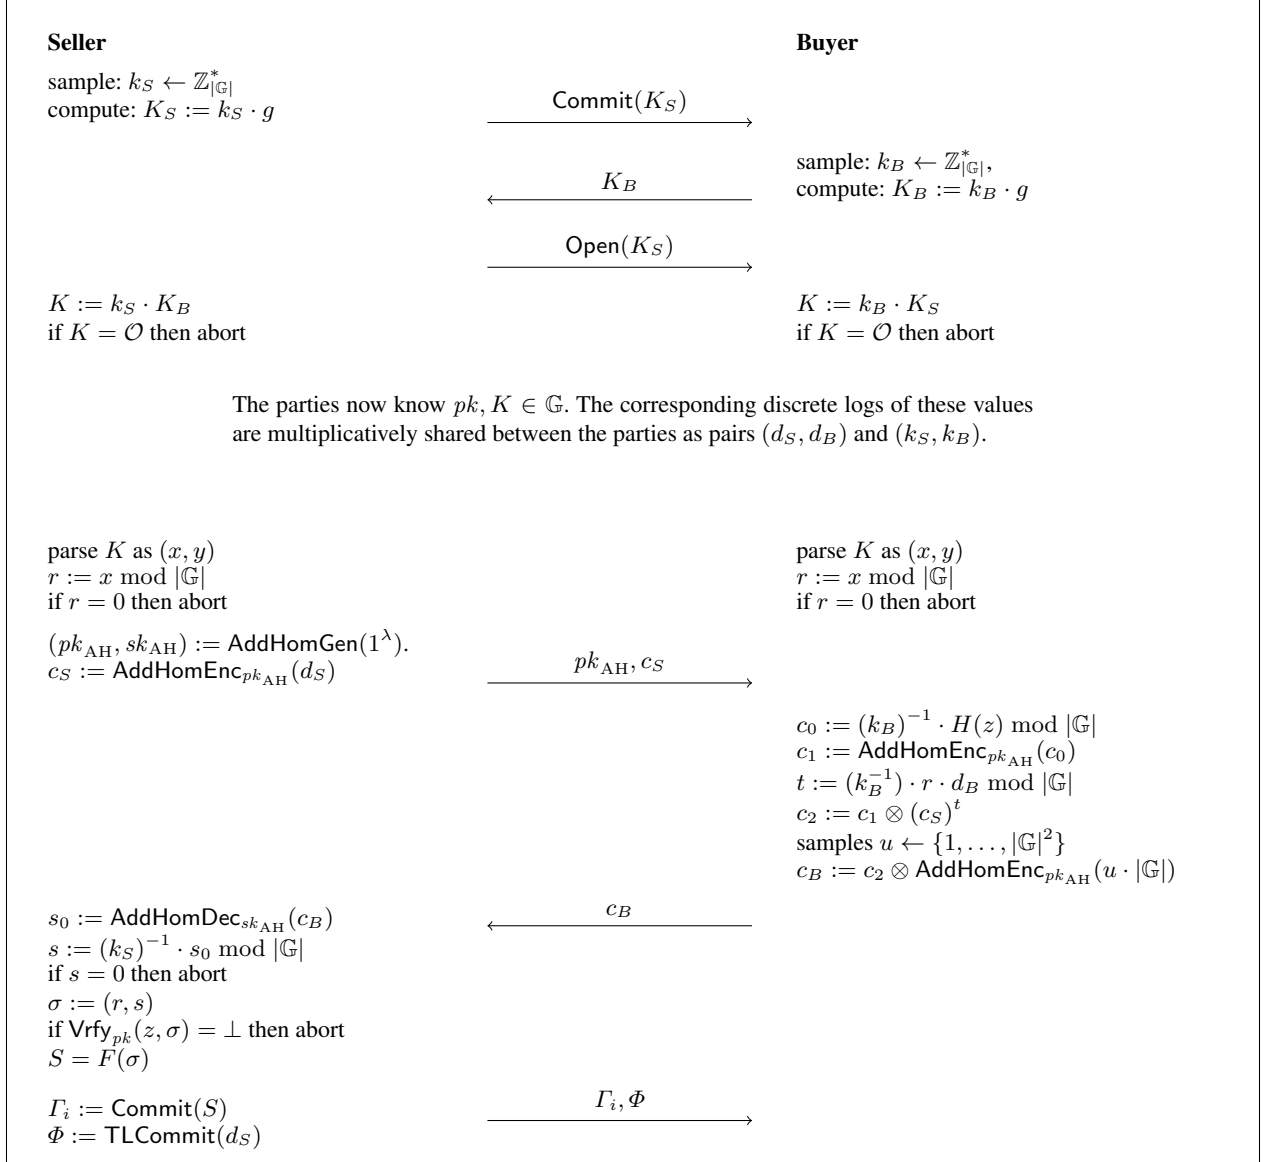 Seller
Buyer
sample: k_S ← ℤ*_{|𝔾|}
compute: K_S := k_S · g
Commit(K_S)
sample: k_B ← ℤ*_{|𝔾|},
compute: K_B := k_B · g
K_B
Open(K_S)
K := k_S · K_B
if K = 𝒪 then abort
K := k_B · K_S
if K = 𝒪 then abort
The parties now know pk, K ∈ 𝔾. The corresponding discrete logs of these values
are multiplicatively shared between the parties as pairs (d_S, d_B) and (k_S, k_B).
parse K as (x, y)
r := x mod |𝔾|
if r = 0 then abort
parse K as (x, y)
r := x mod |𝔾|
if r = 0 then abort
(pk_AH, sk_AH) := AddHomGen(1^λ).
c_S := AddHomEnc_{pk_AH}(d_S)
pk_AH, c_S
c_0 := (k_B)^{−1} · H(z) mod |𝔾|
c_1 := AddHomEnc_{pk_AH}(c_0)
t := (k_B^{−1}) · r · d_B mod |𝔾|
c_2 := c_1 ⊗ (c_S)^t
samples u ← {1, . . . , |𝔾|^2}
c_B := c_2 ⊗ AddHomEnc_{pk_AH}(u · |𝔾|)
c_B
s_0 := AddHomDec_{sk_AH}(c_B)
s := (k_S)^{−1} · s_0 mod |𝔾|
if s = 0 then abort
σ := (r, s)
if Vrfy_{pk}(z, σ) = ⊥ then abort
S = F(σ)
Γ_i := Commit(S)
Φ := TLCommit(d_S)
Γ_i, Φ